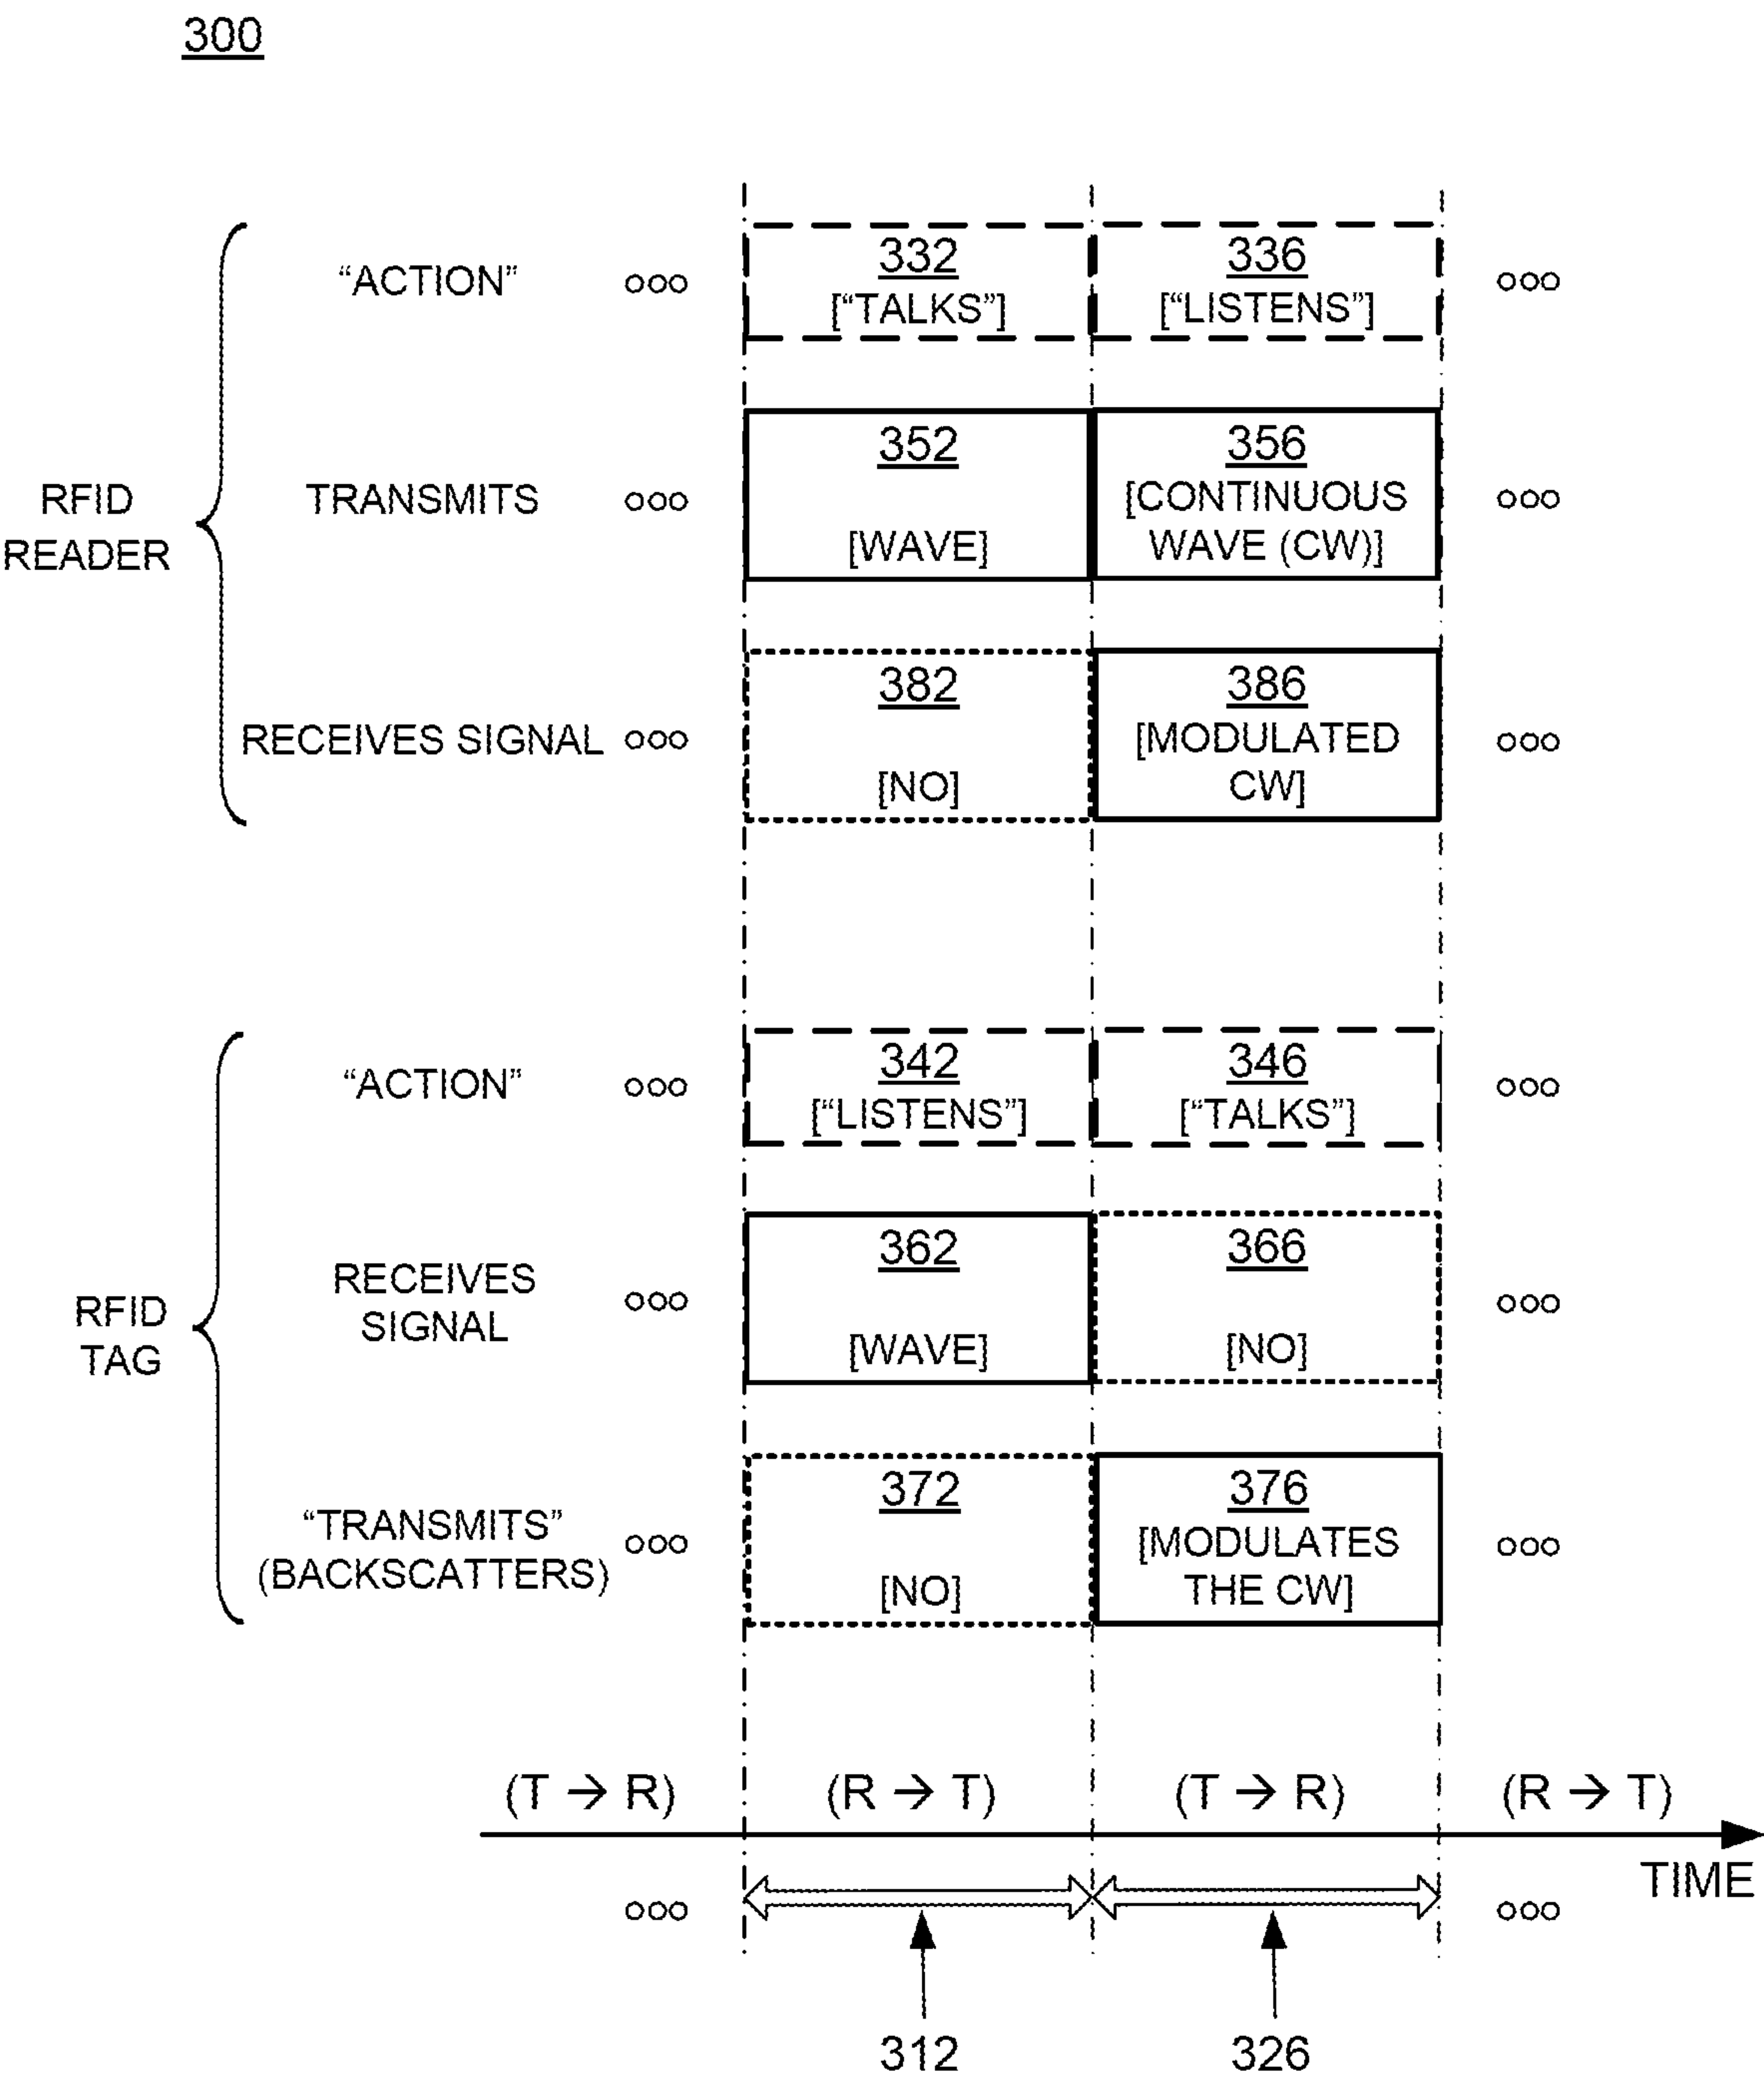 300
RFID
READER
“ACTION”
ooo
332
[“TALKS”]
336
[“LISTENS”]
ooo
TRANSMITS
ooo
352
[WAVE]
356
[CONTINUOUS
WAVE (CW)]
ooo
RECEIVES SIGNAL
ooo
382
[NO]
386
[MODULATED
CW]
ooo
RFID
TAG
“ACTION”
ooo
342
[“LISTENS”]
346
[“TALKS”]
ooo
RECEIVES
SIGNAL
ooo
362
[WAVE]
366
[NO]
ooo
“TRANSMITS”
(BACKSCATTERS)
ooo
372
[NO]
376
[MODULATES
THE CW]
ooo
(T → R)
(R → T)
(T → R)
(R → T)
TIME
ooo
ooo
312
326